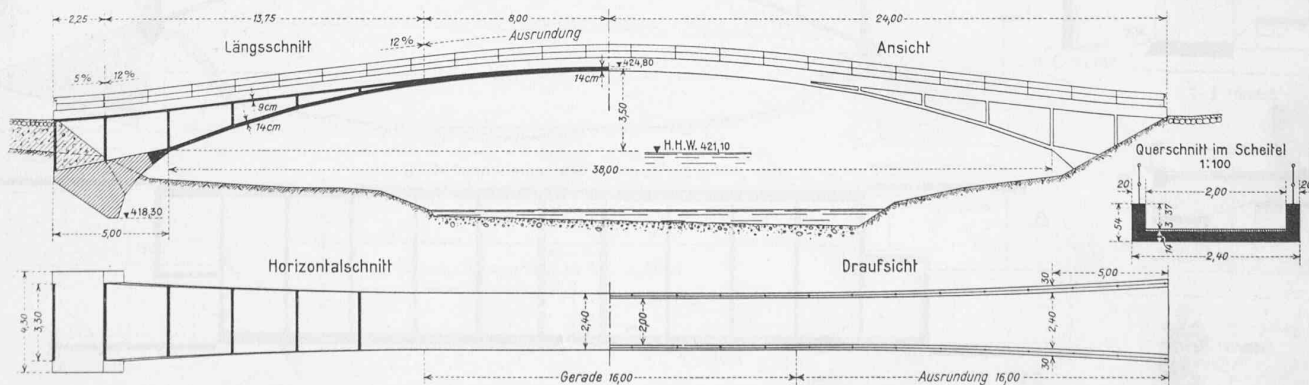 2,25 13,75 8,00 24,00
Längsschnitt 12% Ausrundung Ansicht
5% 12%
424,80
14cm
9cm
14cm
3,50
H.H.W. 421,10
38,00
418,30
5,00
Querschnitt im Scheitel
1:100
20 2,00 20
54 3 37
14
2,40
Horizontalschnitt Draufsicht
30 5,00
4,30 3,30 2,40 2,00 2,40
30
Gerade 16,00 Ausrundung 16,00